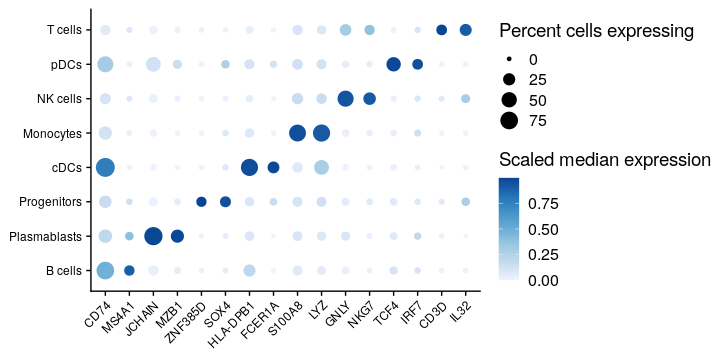 T cells
pDCs
NK cells
Monocytes
cDCs
Progenitors
Plasmablasts
B cells
CD74
MS4A1
JCHAIN
MZB1
ZNF385D
SOX4
HLA-DPB1
FCER1A
S100A8
LYZ
GNLY
NKG7
TCF4
IRF7
CD3D
IL32
Percent cells expressing
0
25
50
75
Scaled median expression
0.75
0.50
0.25
0.00